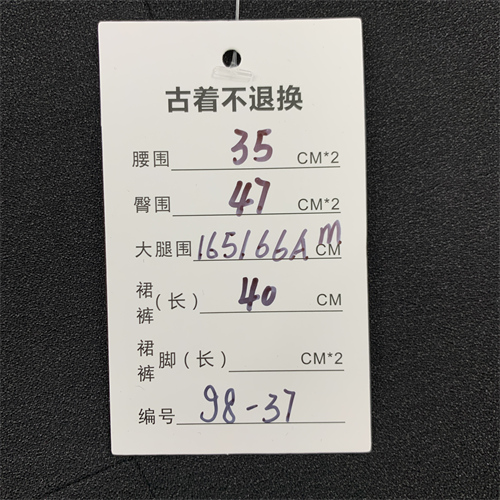 古着不退换
腰围 35 CM*2
臀围 47 CM*2
大腿围 165/66A M CM
裙裤(长) 40 CM
裙裤脚(长) CM*2
编号 98-37